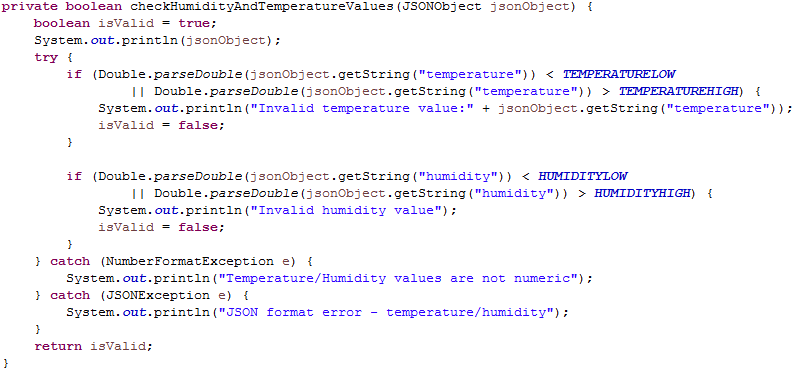 private boolean checkHumidityAndTemperatureValues(JSONObject jsonObject) {
    boolean isValid = true;
    System.out.println(jsonObject);
    try {
        if (Double.parseDouble(jsonObject.getString("temperature")) < TEMPERATURELOW
                || Double.parseDouble(jsonObject.getString("temperature")) > TEMPERATUREHIGH) {
            System.out.println("Invalid temperature value:" + jsonObject.getString("temperature"));
            isValid = false;
        }

        if (Double.parseDouble(jsonObject.getString("humidity")) < HUMIDITYLOW
                || Double.parseDouble(jsonObject.getString("humidity")) > HUMIDITYHIGH) {
            System.out.println("Invalid humidity value");
            isValid = false;
        }
    } catch (NumberFormatException e) {
        System.out.println("Temperature/Humidity values are not numeric");
    } catch (JSONException e) {
        System.out.println("JSON format error - temperature/humidity");
    }
    return isValid;
}